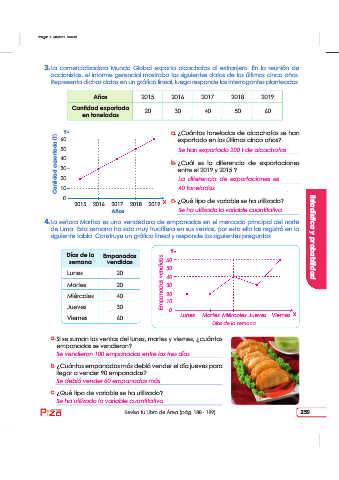 3. La comercializadora Mundo Global exporta alcachofas al extranjero. En la reunión de
accionistas, el informe gerencial mostraba los siguientes datos de los últimos cinco años.
Representa dichos datos en un gráfico lineal, luego responde las interrogantes planteadas.
Años 2015 2016 2017 2018 2019
Cantidad exportada en toneladas 20 30 40 50 60
Cantidad exportada (t)
Y
60
50
40
30
20
10
0
2015 2016 2017 2018 2019 X
Años
a. ¿Cuántas toneladas de alcachofas se han
exportado en los últimos cinco años?
Se han exportado 200 t de alcachofas
b. ¿Cuál es la diferencia de exportaciones
entre el 2019 y 2015 ?
La diferencia de exportaciones es
40 toneladas
c. ¿Qué tipo de variable se ha utilizado?
Se ha utilizado la variable cuantitativa
Estadística y probabilidad
4. La señora Maritza es una vendedora de empanadas en el mercado principal del norte
de Lima. Esta semana ha sido muy fructífera en sus ventas, por esto ella las registró en la
siguiente tabla. Construye un gráfico lineal y responde las siguientes preguntas:
Días de la semana Empanadas vendidas
Lunes 20
Martes 20
Miércoles 40
Jueves 30
Viernes 60
Empanadas vendidas
Y
60
50
40
30
20
10
0
Lunes Martes Miércoles Jueves Viernes X
Días de la semana
a. Si se suman las ventas del lunes, martes y viernes, ¿cuántas
empanadas se vendieron?
Se vendieron 100 empanadas entre los tres días
b. ¿Cuántas empanadas más debió vender el día jueves para
llegar a vender 90 empanadas?
Se debió vender 60 empanadas más
c. ¿Qué tipo de variable se ha utilizado?
Se ha utilizado la variable cuantitativa
Revisa tu Libro de Área (pág. 188 - 189)
259